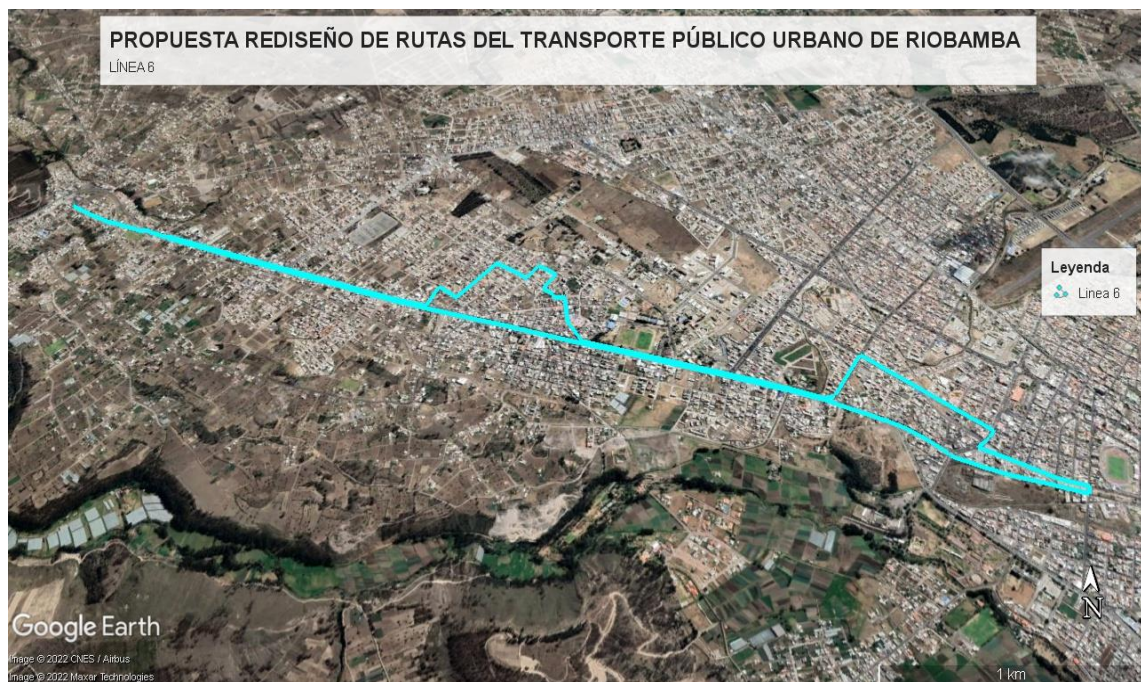 PROPUESTA REDISEÑO DE RUTAS DEL TRANSPORTE PÚBLICO URBANO DE RIOBAMBA
LÍNEA 6
Leyenda
Linea 6
N
Google Earth
Image © 2022 CNES / Airbus
Image © 2022 Maxar Technologies
1 km